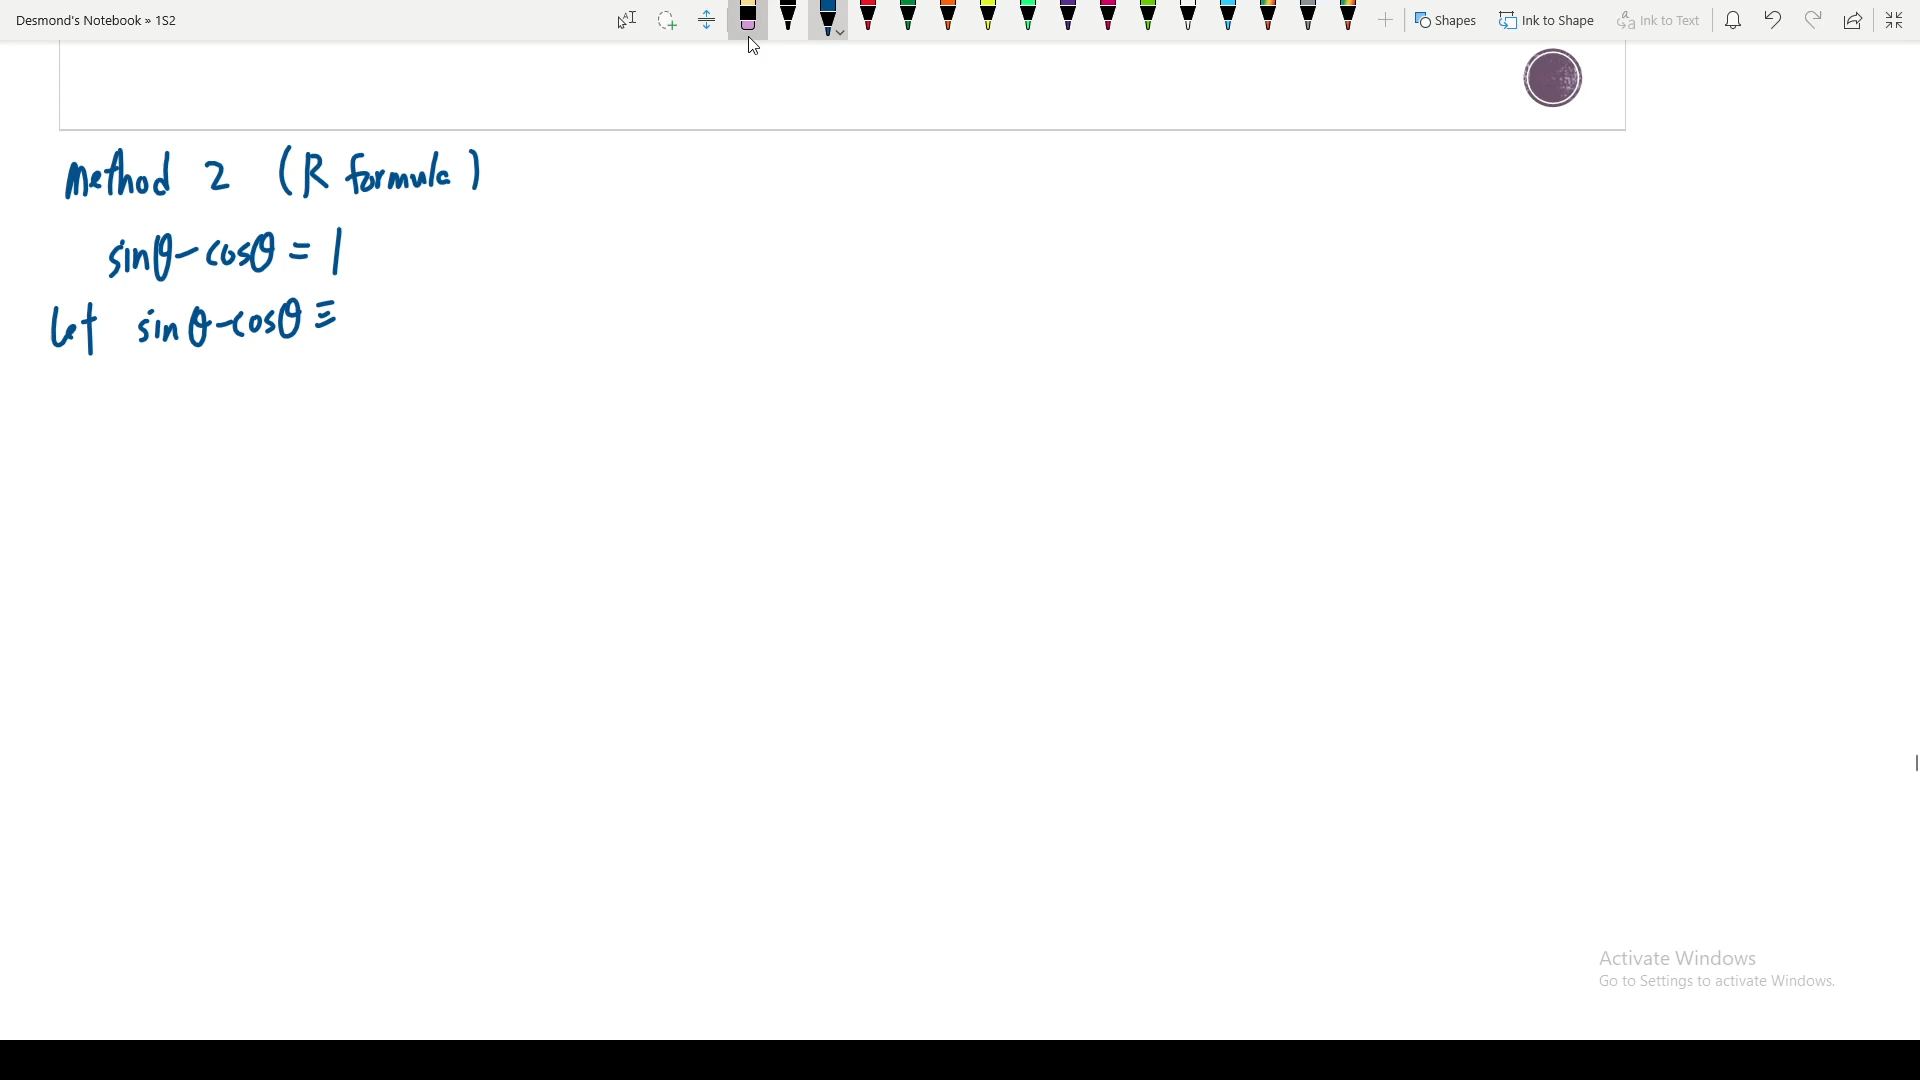 Desmond's Notebook » 1S2
Shapes
Ink to Shape
Ink to Text
Method 2 (R formula)
sinθ-cosθ = 1
Let sinθ-cosθ ≡
Activate Windows
Go to Settings to activate Windows.